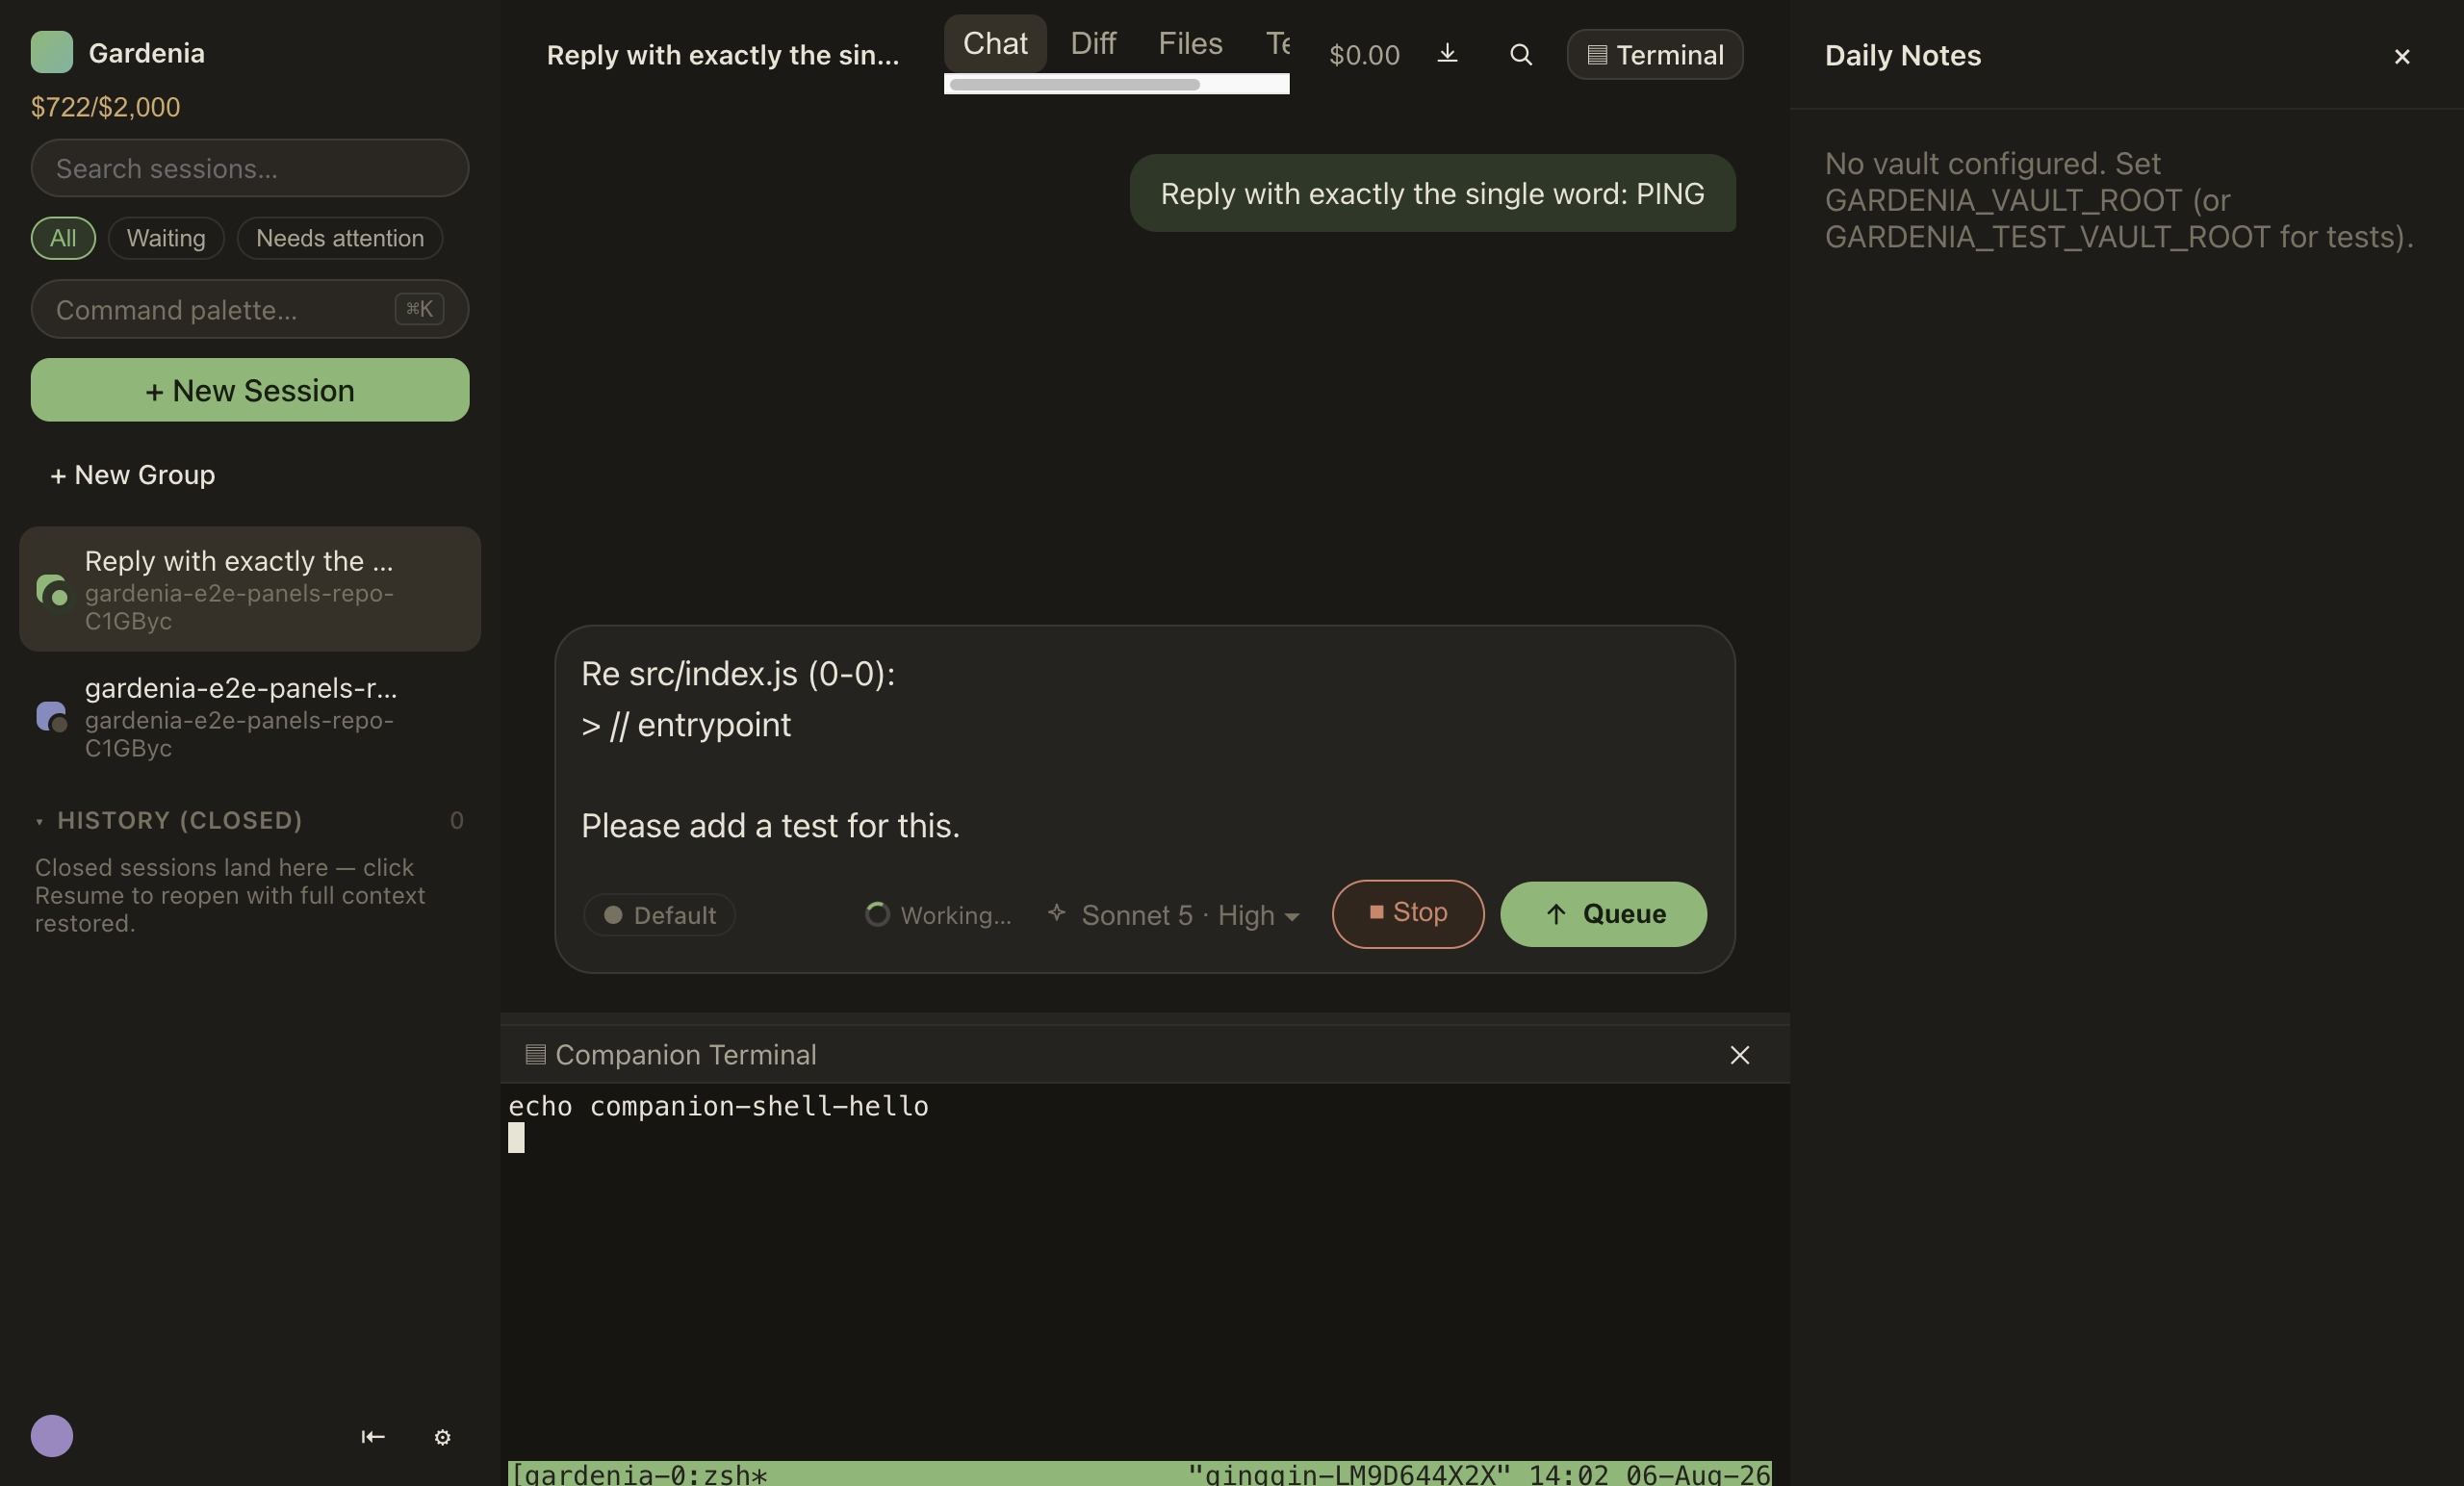 Gardenia
$722/$2,000
Search sessions...
All
Waiting
Needs attention
Command palette...
⌘K
+ New Session
+ New Group
Reply with exactly the ...
gardenia-e2e-panels-repo-
C1GByc
gardenia-e2e-panels-r...
gardenia-e2e-panels-repo-
C1GByc
HISTORY (CLOSED)
0
Closed sessions land here — click
Resume to reopen with full context
restored.
Reply with exactly the sin...
Chat
Diff
Files
$0.00
Terminal
Reply with exactly the single word: PING
Re src/index.js (0-0):
> // entrypoint
Please add a test for this.
Default
Working...
Sonnet 5 · High
Stop
Queue
Companion Terminal
echo companion-shell-hello
[gardenia-0:zsh* "qingqin-LM9D644X2X" 14:02 06-Aug-26
Daily Notes
No vault configured. Set
GARDENIA_VAULT_ROOT (or
GARDENIA_TEST_VAULT_ROOT for tests).